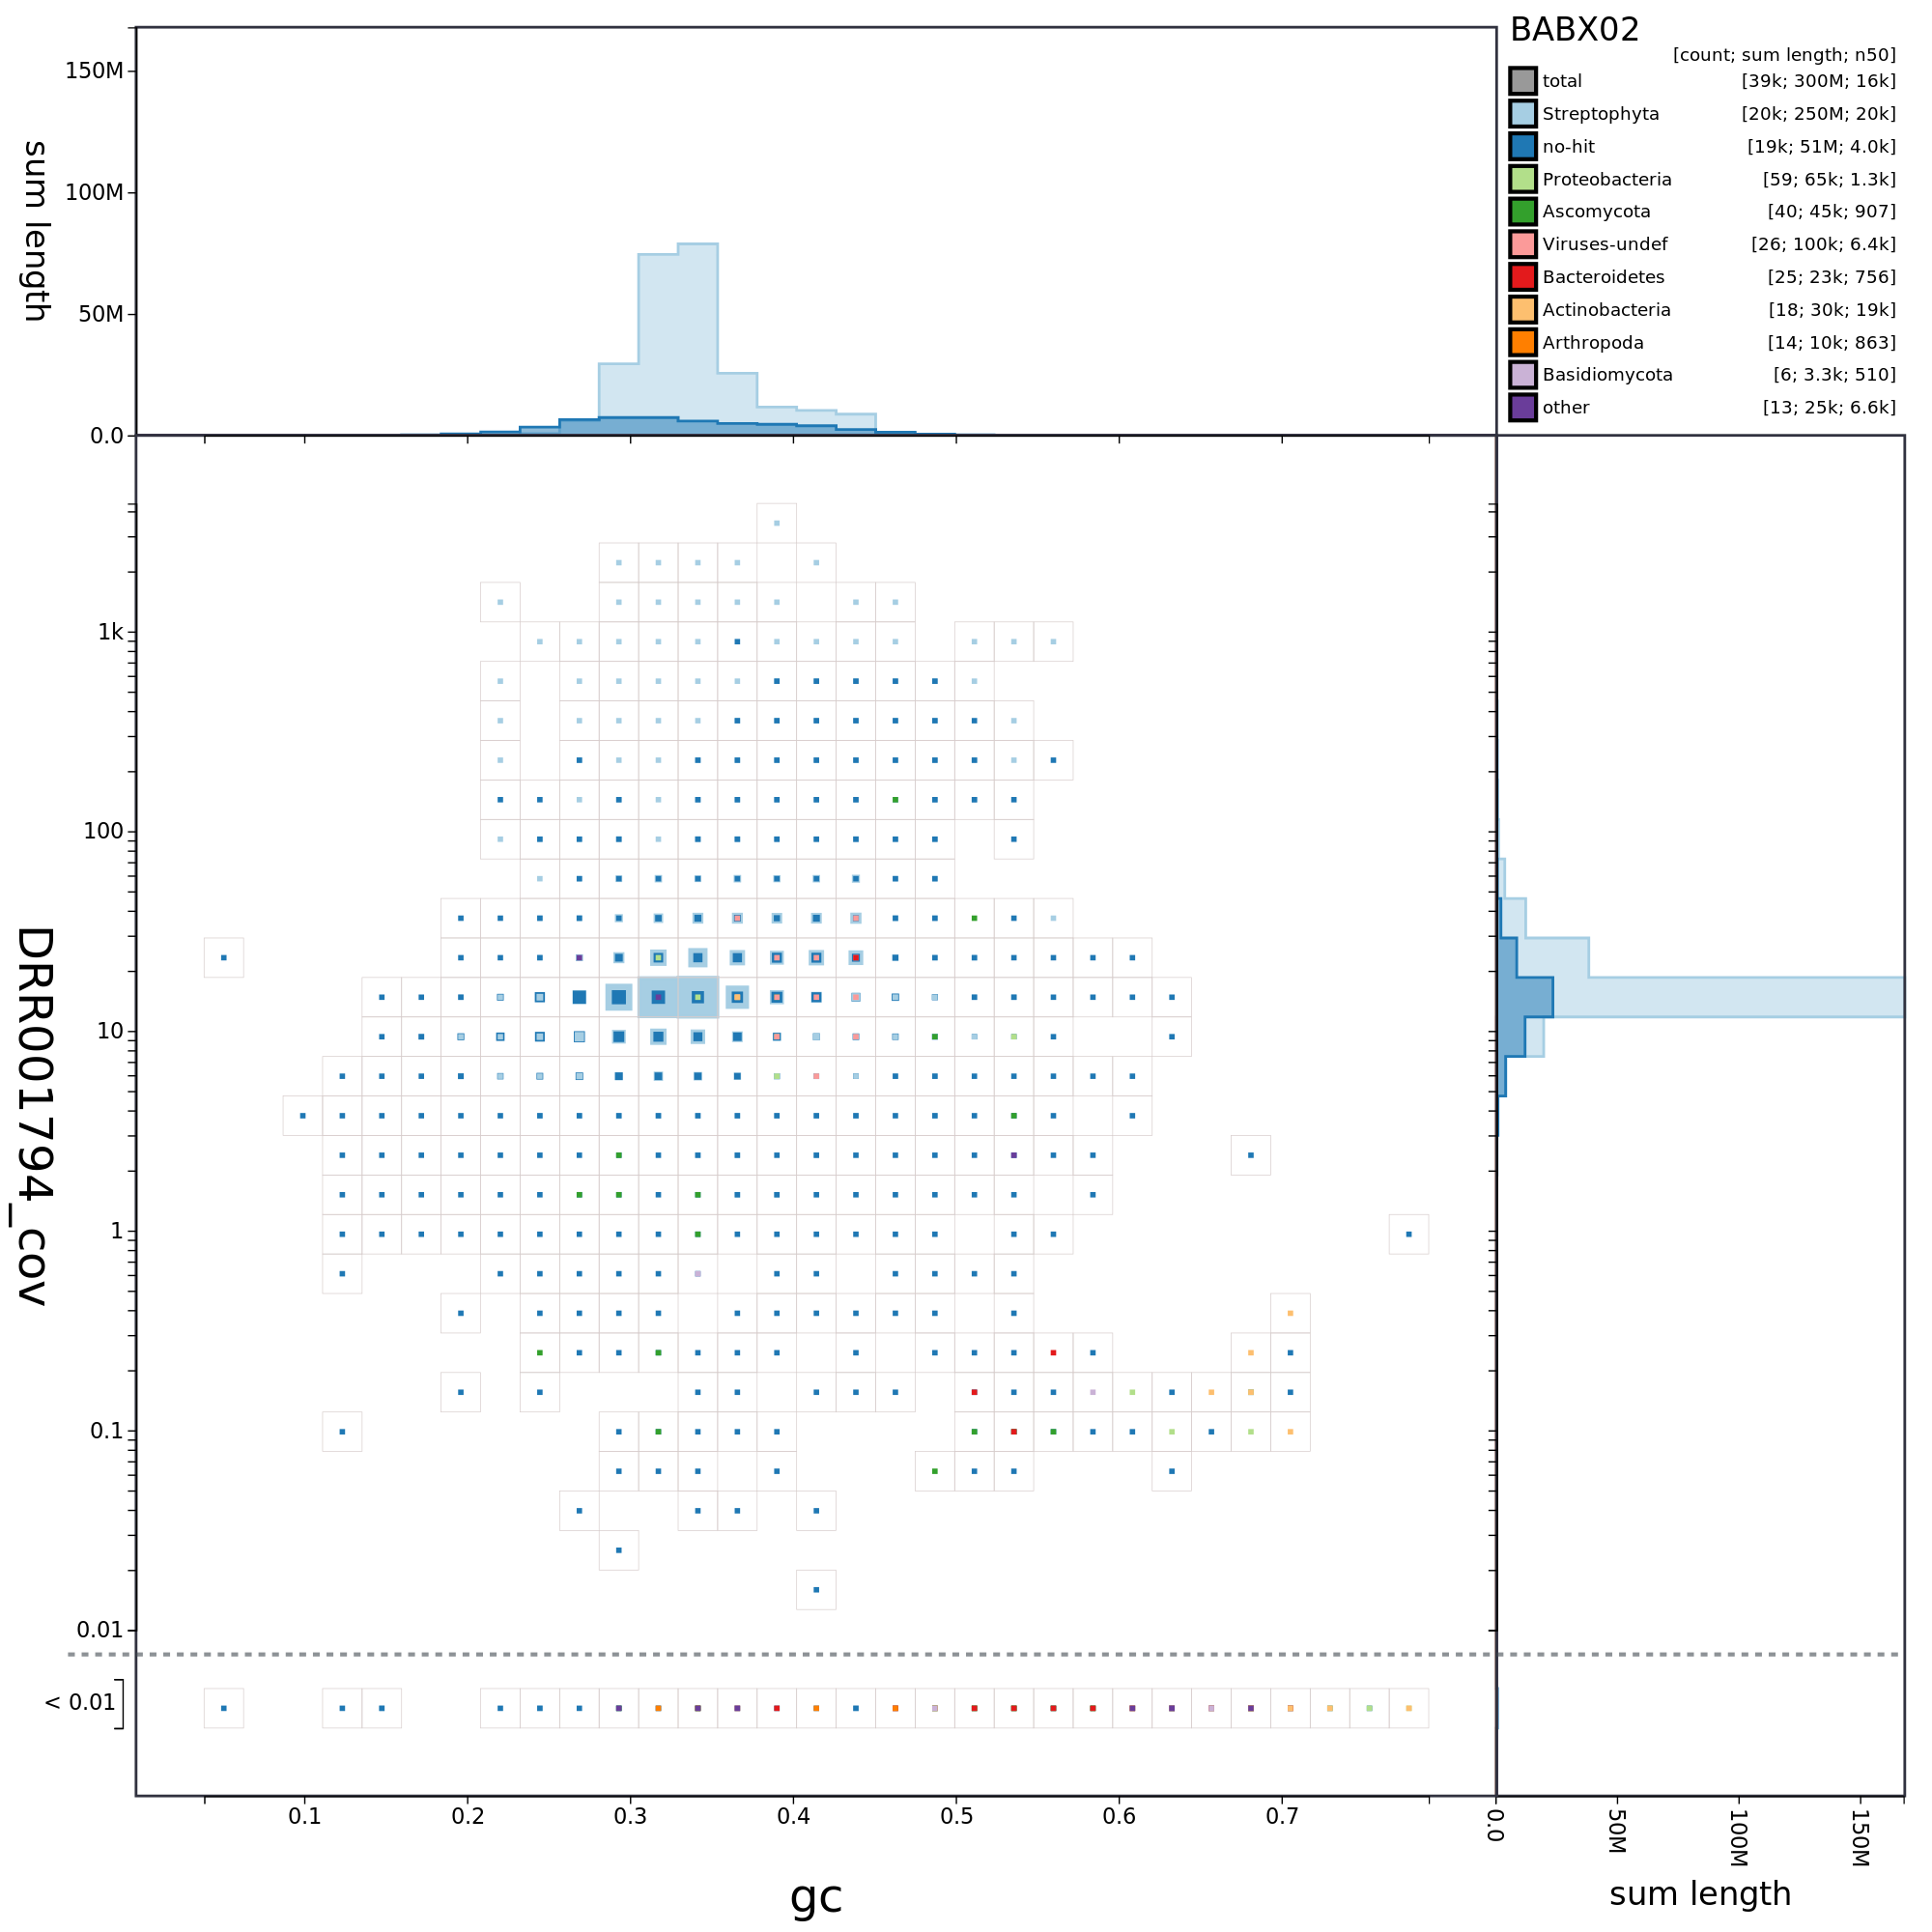 BABX02
[count; sum length; n50]
total [39k; 300M; 16k]
Streptophyta [20k; 250M; 20k]
no-hit [19k; 51M; 4.0k]
Proteobacteria [59; 65k; 1.3k]
Ascomycota [40; 45k; 907]
Viruses-undef [26; 100k; 6.4k]
Bacteroidetes [25; 23k; 756]
Actinobacteria [18; 30k; 19k]
Arthropoda [14; 10k; 863]
Basidiomycota [6; 3.3k; 510]
other [13; 25k; 6.6k]
sum length
150M
100M
50M
0.0
DRR001794_cov
1k
100
10
1
0.1
0.01
< 0.01
0.1 0.2 0.3 0.4 0.5 0.6 0.7
gc
0.0 50M 100M 150M
sum length